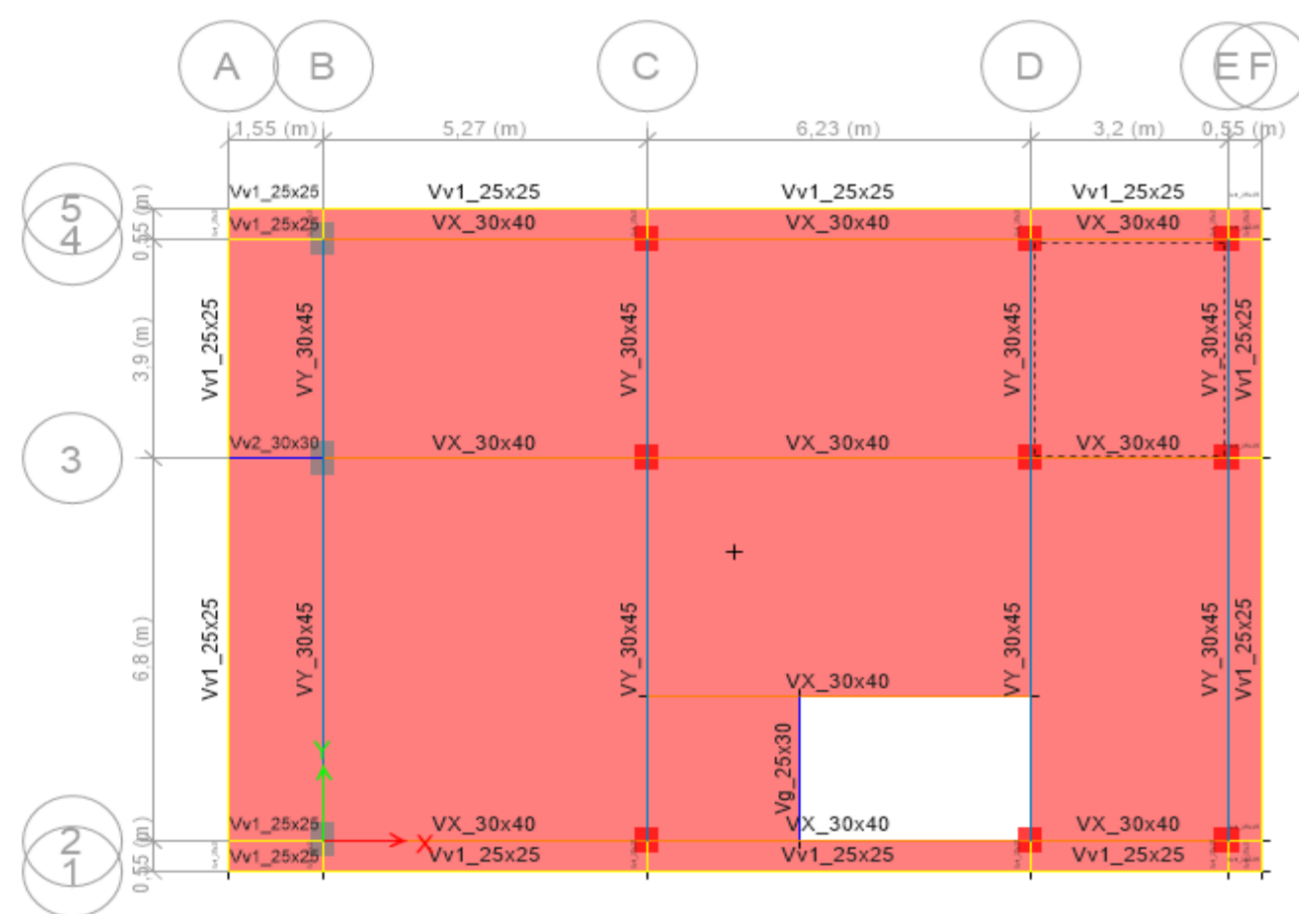 A B C D E F
1,55 (m) 5,27 (m) 6,23 (m) 3,2 (m) 0,55 (m)
Vv1_25x25 Vv1_25x25 Vv1_25x25 Vv1_25x25
5
Vv1_25x25 VX_30x40 VX_30x40 VX_30x40
4
0,55 (m)
3,9 (m)
Vv1_25x25 VY_30x45 VY_30x45 VY_30x45 VY_30x45 Vv1_25x25
Vv2_30x30 VX_30x40 VX_30x40 VX_30x40
3
6,8 (m)
Vv1_25x25 VY_30x45 VY_30x45 VY_30x45 VY_30x45 Vv1_25x25
VX_30x40
Vg_25x30
Y
Vv1_25x25 VX_30x40 VX_30x40 VX_30x40
2
X
Vv1_25x25 Vv1_25x25 Vv1_25x25 Vv1_25x25
0,55 (m)
1